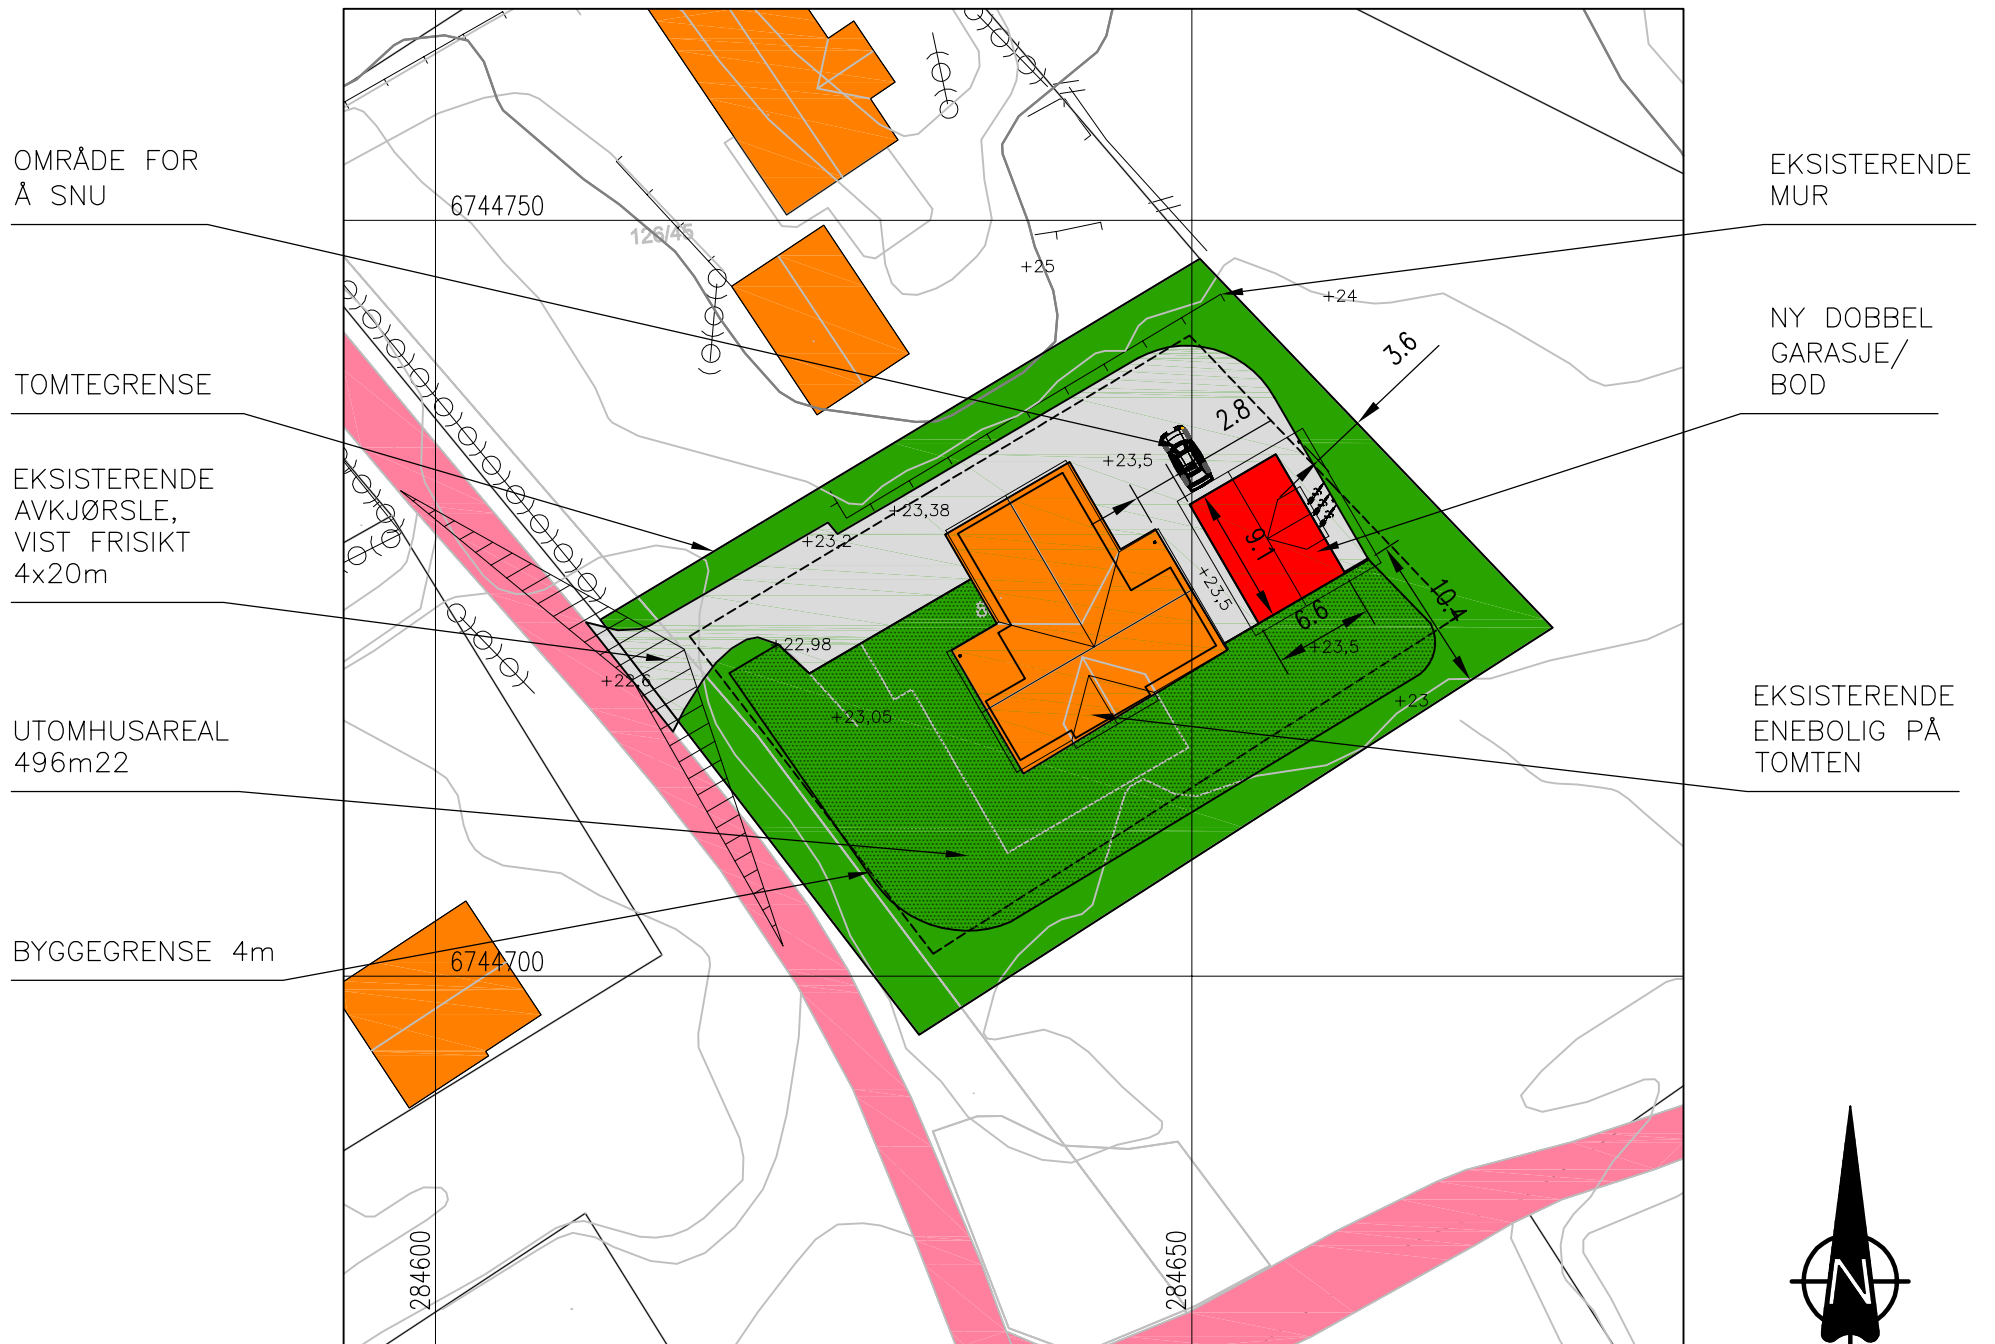 OMRÅDE FOR
Å SNU
TOMTEGRENSE
EKSISTERENDE
AVKJØRSLE,
VIST FRISIKT
4x20m
UTOMHUSAREAL
496m22
BYGGEGRENSE 4m
6744750
126/45
+25
+24
3.6
2.8
+23,5
+23,38
+23,2
9.1
+23,5
10.4
6.6
+23,5
+22,98
+22,6
+23,05
+23
6744700
284600
284650
EKSISTERENDE
MUR
NY DOBBEL
GARASJE/
BOD
EKSISTERENDE
ENEBOLIG PÅ
TOMTEN
N